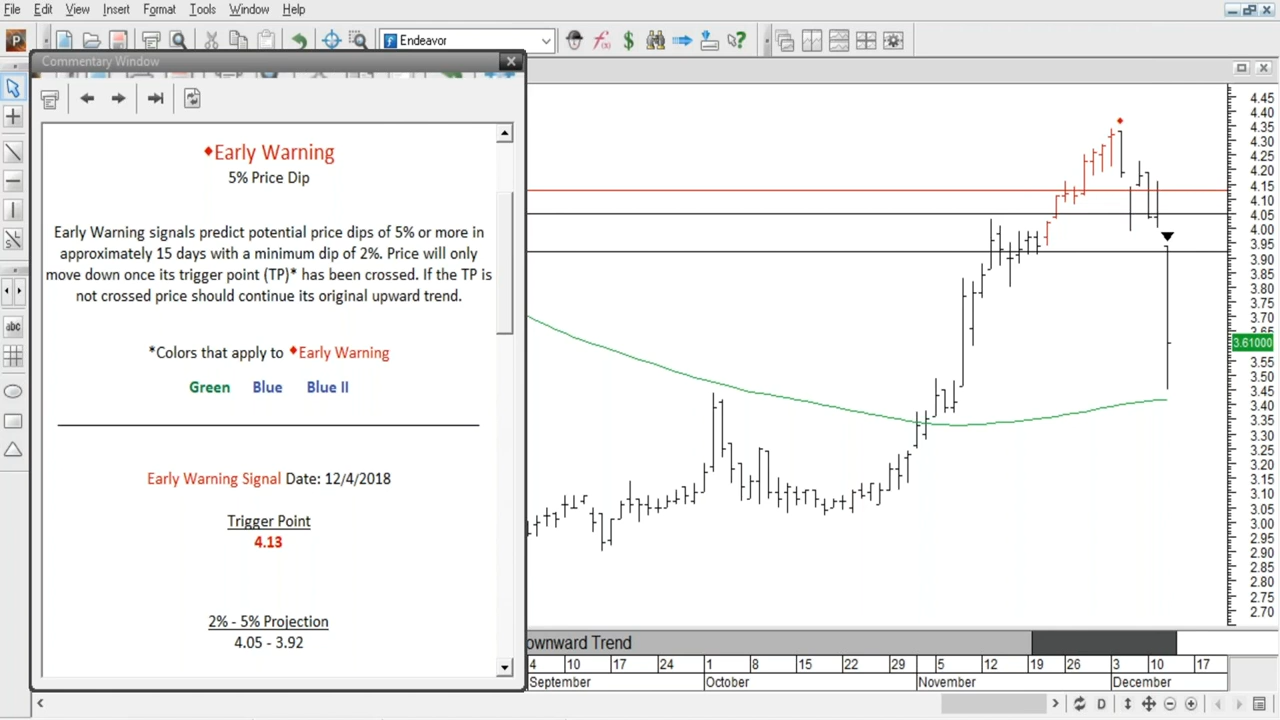 File Edit View Insert Format Tools Window Help
Endeavor
Commentary Window
Early Warning
5% Price Dip
Early Warning signals predict potential price dips of 5% or more in
approximately 15 days with a minimum dip of 2%. Price will only
move down once its trigger point (TP)* has been crossed. If the TP is
not crossed price should continue its original upward trend.
*Colors that apply to Early Warning
Green Blue Blue II
Early Warning Signal Date: 12/4/2018
Trigger Point
4.13
2% - 5% Projection
4.05 - 3.92
abc
4.45
4.40
4.35
4.30
4.25
4.20
4.15
4.10
4.05
4.00
3.95
3.90
3.85
3.80
3.75
3.70
3.61000
3.55
3.50
3.45
3.40
3.35
3.30
3.25
3.20
3.15
3.10
3.05
3.00
2.95
2.90
2.85
2.80
2.75
2.70
ownward Trend
4 10 17 24 1 8 15 22 29 5 12 19 26 3 10 17
September October November December
D